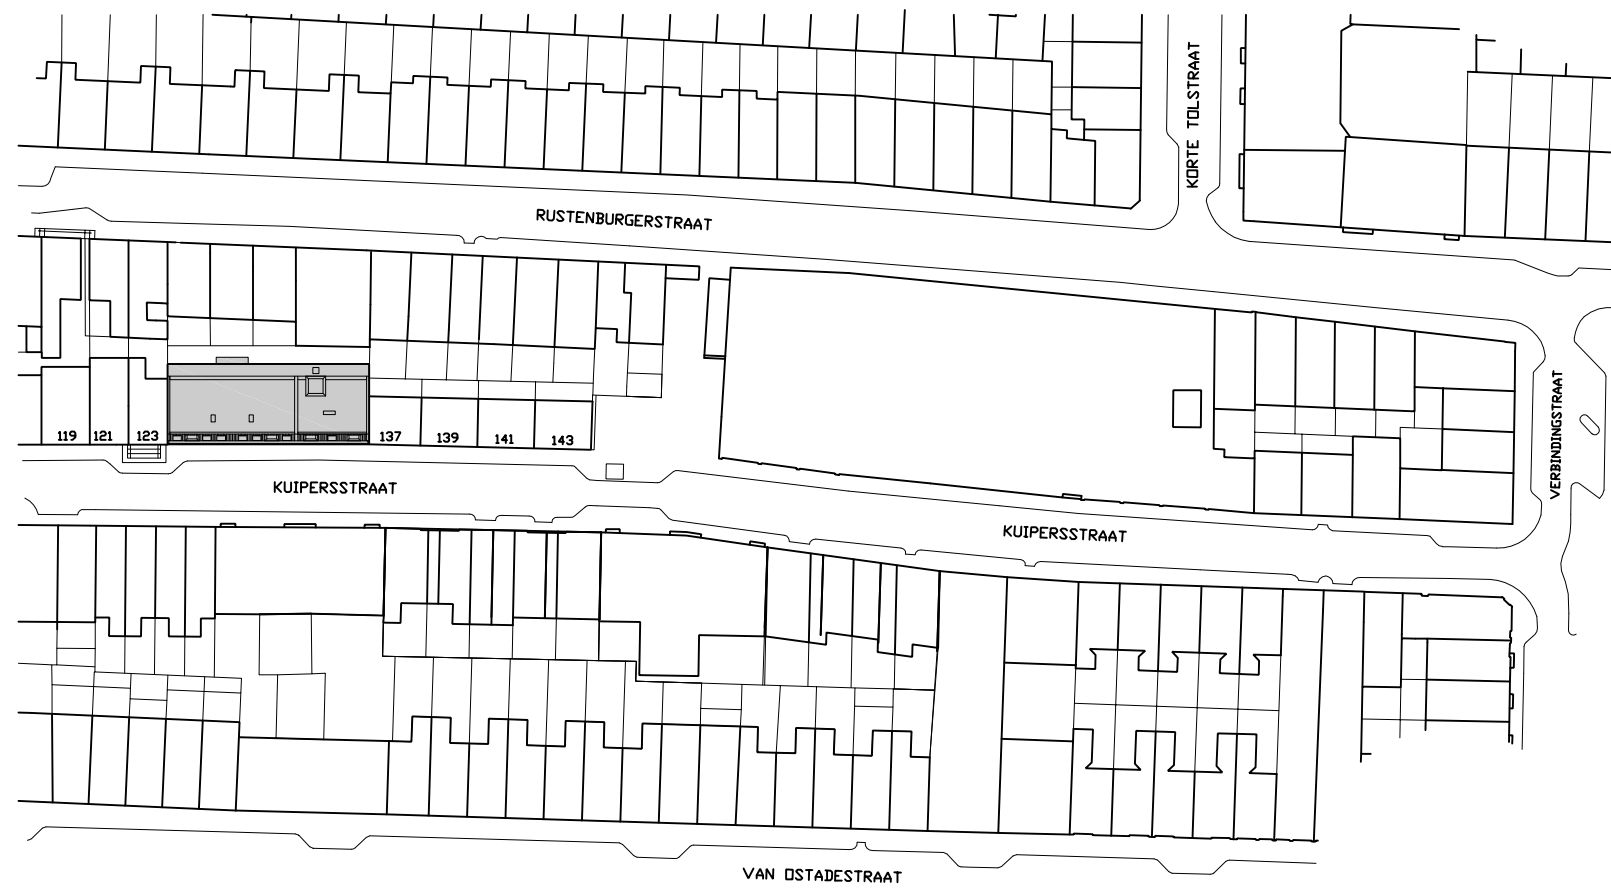 KORTE TOLSTRAAT
RUSTENBURGERSTRAAT
VERBINDINGSTRAAT
119 121 123 137 139 141 143
KUIPERSSTRAAT
KUIPERSSTRAAT
VAN OSTADESTRAAT